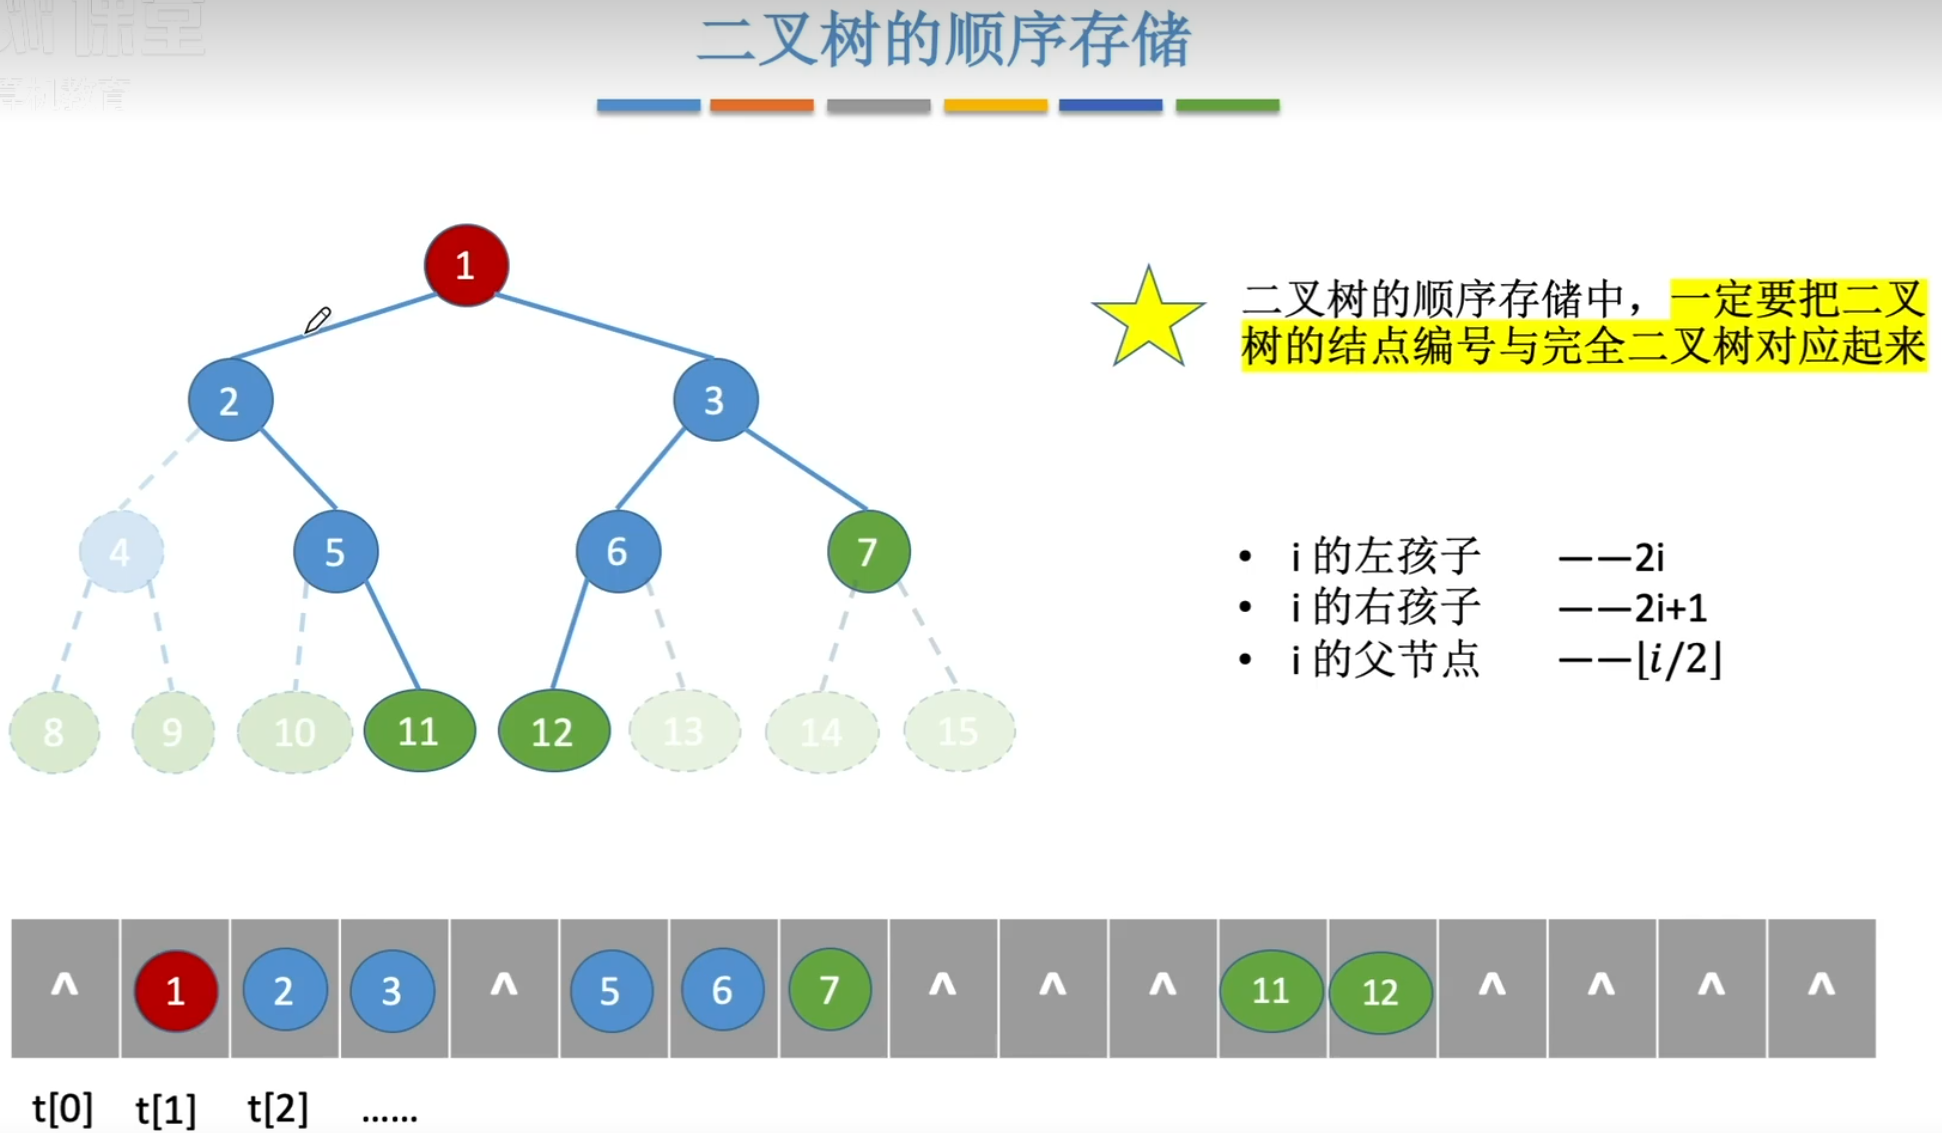 二叉树的顺序存储
1
2 3
4 5 6 7
8 9 10 11 12 13 14 15
二叉树的顺序存储中，一定要把二叉
树的结点编号与完全二叉树对应起来
• i 的左孩子 ——2i
• i 的右孩子 ——2i+1
• i 的父节点 ——⌊i/2⌋
^ 1 2 3 ^ 5 6 7 ^ ^ ^ 11 12 ^ ^ ^ ^
t[0] t[1] t[2] ......